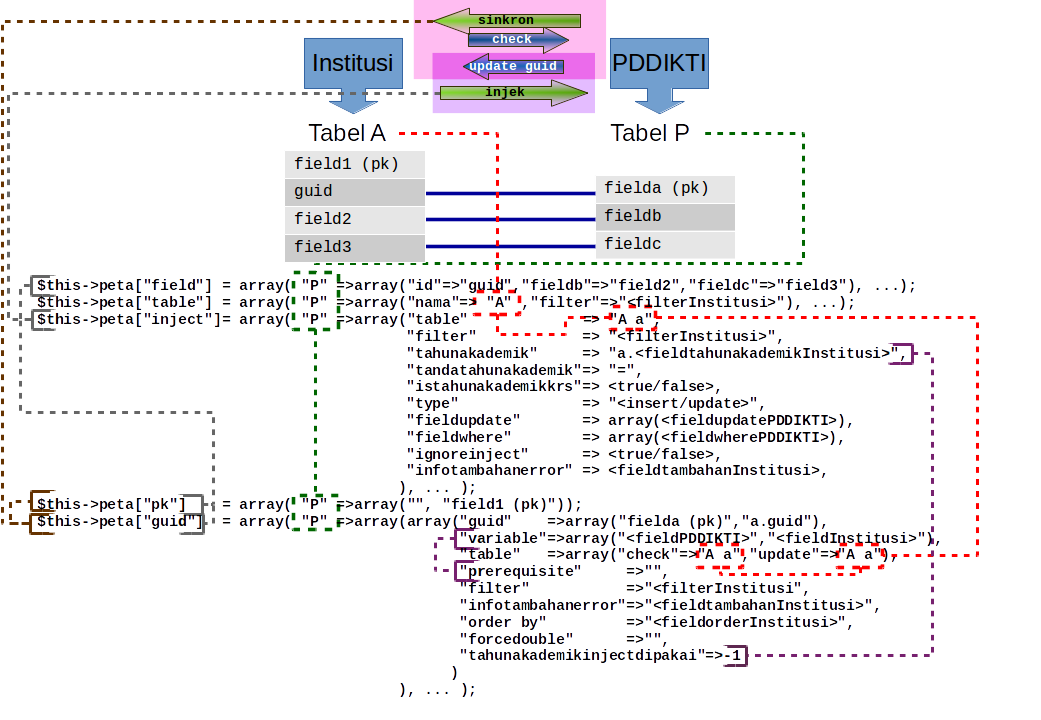 sinkron
check
update guid
injek
Institusi
PDDIKTI
Tabel A
Tabel P
field1 (pk)
guid
field2
field3
fielda (pk)
fieldb
fieldc
$this->peta["field"] = array( "P" =>array("id"=>"guid","fieldb"=>"field2","fieldc"=>"field3"), ...);
$this->peta["table"] = array( "P" =>array("nama"=> "A" ,"filter"=>"<filterInstitusi>"), ...);
$this->peta["inject"]= array( "P" =>array("table" => "A a",
"filter" => "<filterInstitusi>",
"tahunakademik" => "a.<fieldtahunakademikInstitusi>",
"tandatahunakademik"=> "=",
"istahunakademikkrs"=> <true/false>,
"type" => "<insert/update>",
"fieldupdate" => array(<fieldupdatePDDIKTI>),
"fieldwhere" => array(<fieldwherePDDIKTI>),
"ignoreinject" => <true/false>,
"infotambahanerror" => <fieldtambahanInstitusi>,
), ... );
$this->peta["pk"] = array( "P" =>array("", "field1 (pk)"));
$this->peta["guid"] = array( "P" =>array(array("guid" =>array("fielda (pk)","a.guid"),
"variable"=>array("<fieldPDDIKTI>","<fieldInstitusi>"),
"table" =>array("check"=>"A a","update"=>"A a"),
"prerequisite" =>"",
"filter" =>"<filterInstitusi",
"infotambahanerror"=>"<fieldtambahanInstitusi>",
"order by" =>"<fieldorderInstitusi>",
"forcedouble" =>"",
"tahunakademikinjectdipakai"=>-1
)
), ... );